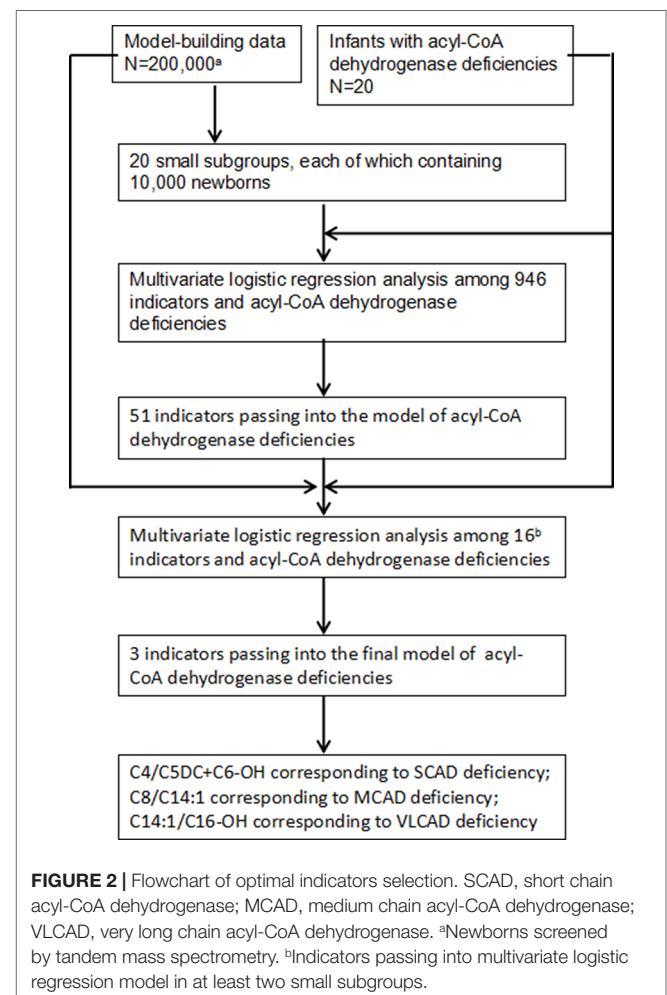 Model-building data
N=200,000ᵃ
Infants with acyl-CoA
dehydrogenase deficiencies
N=20
20 small subgroups, each of which containing
10,000 newborns
Multivariate logistic regression analysis among 946
indicators and acyl-CoA dehydrogenase
deficiencies
51 indicators passing into the model of acyl-CoA
dehydrogenase deficiencies
Multivariate logistic regression analysis among 16ᵇ
indicators and acyl-CoA dehydrogenase deficiencies
3 indicators passing into the final model of acyl-
CoA dehydrogenase deficiencies
C4/C5DC+C6-OH corresponding to SCAD deficiency;
C8/C14:1 corresponding to MCAD deficiency;
C14:1/C16-OH corresponding to VLCAD deficiency
FIGURE 2 | Flowchart of optimal indicators selection. SCAD, short chain
acyl-CoA dehydrogenase; MCAD, medium chain acyl-CoA dehydrogenase;
VLCAD, very long chain acyl-CoA dehydrogenase. ᵃNewborns screened
by tandem mass spectrometry. ᵇIndicators passing into multivariate logistic
regression model in at least two small subgroups.